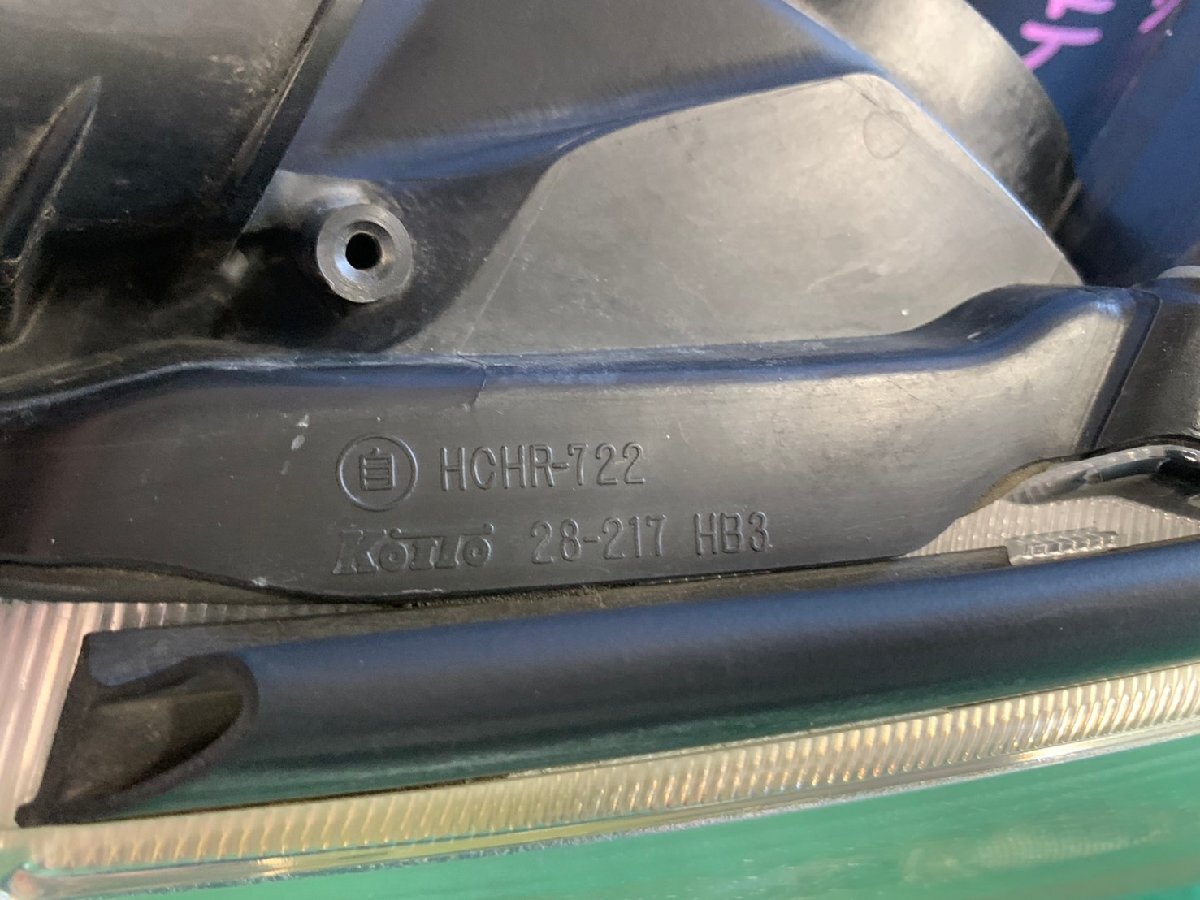 自 HCHR-722
KOITO 28-217 HB3